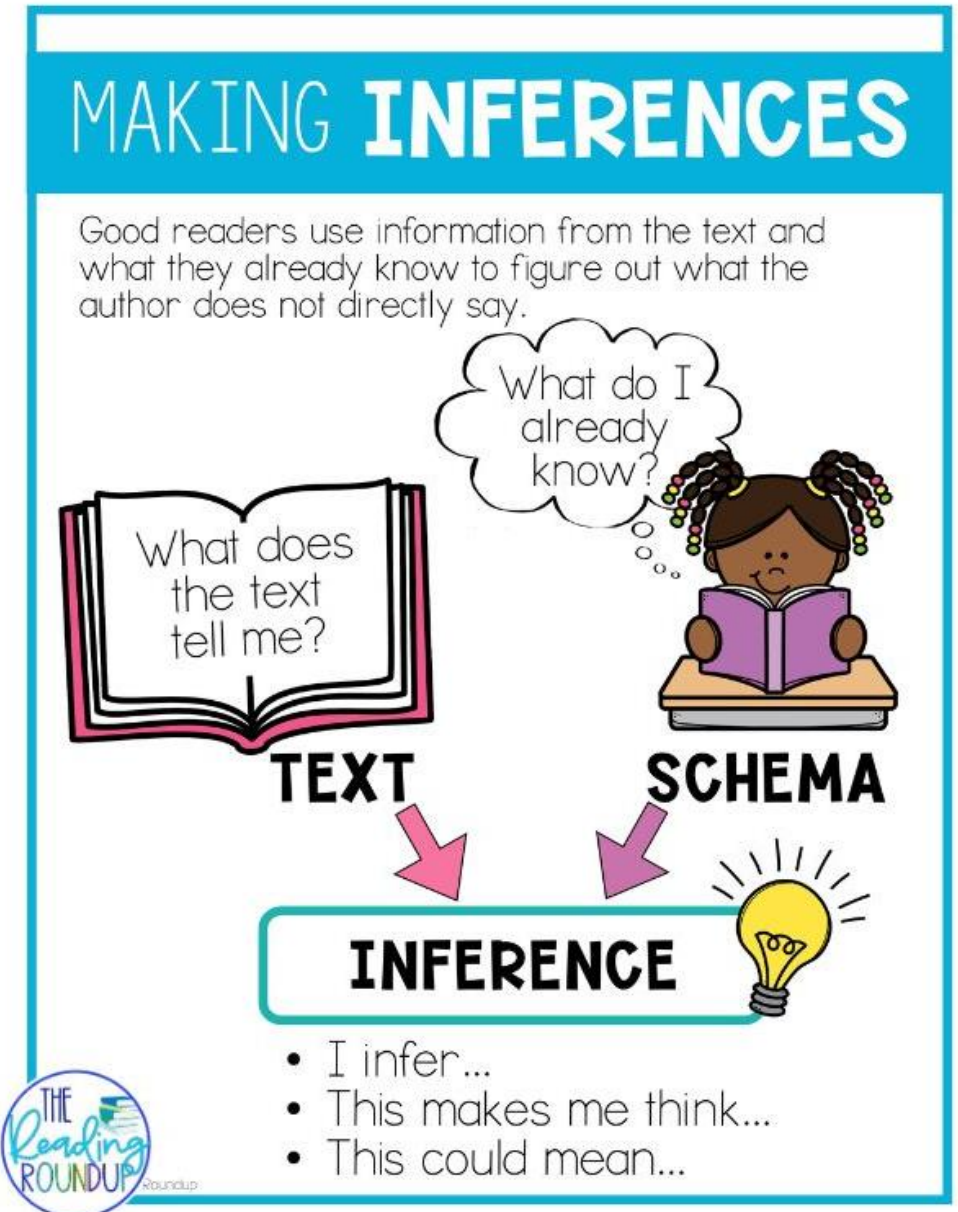 MAKING INFERENCES
Good readers use information from the text and
what they already know to figure out what the
author does not directly say.
What do I
already
know?
What does
the text
tell me?
TEXT
SCHEMA
INFERENCE
• I infer...
• This makes me think...
• This could mean...
THE
Reading
ROUNDUP
Roundup